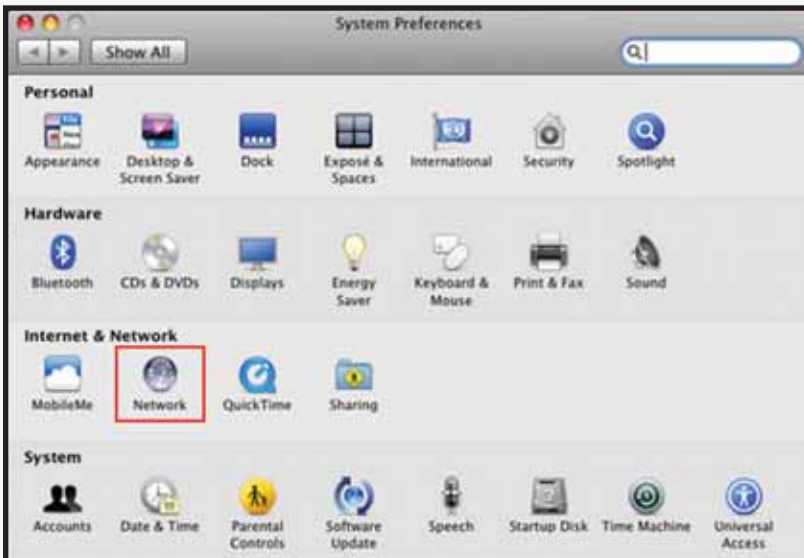 System Preferences
Show All
Personal
Appearance
Desktop &
Screen Saver
Dock
Exposé &
Spaces
International
Security
Spotlight
Hardware
Bluetooth
CDs & DVDs
Displays
Energy
Saver
Keyboard &
Mouse
Print & Fax
Sound
Internet & Network
MobileMe
Network
QuickTime
Sharing
System
Accounts
Date & Time
Parental
Controls
Software
Update
Speech
Startup Disk
Time Machine
Universal
Access